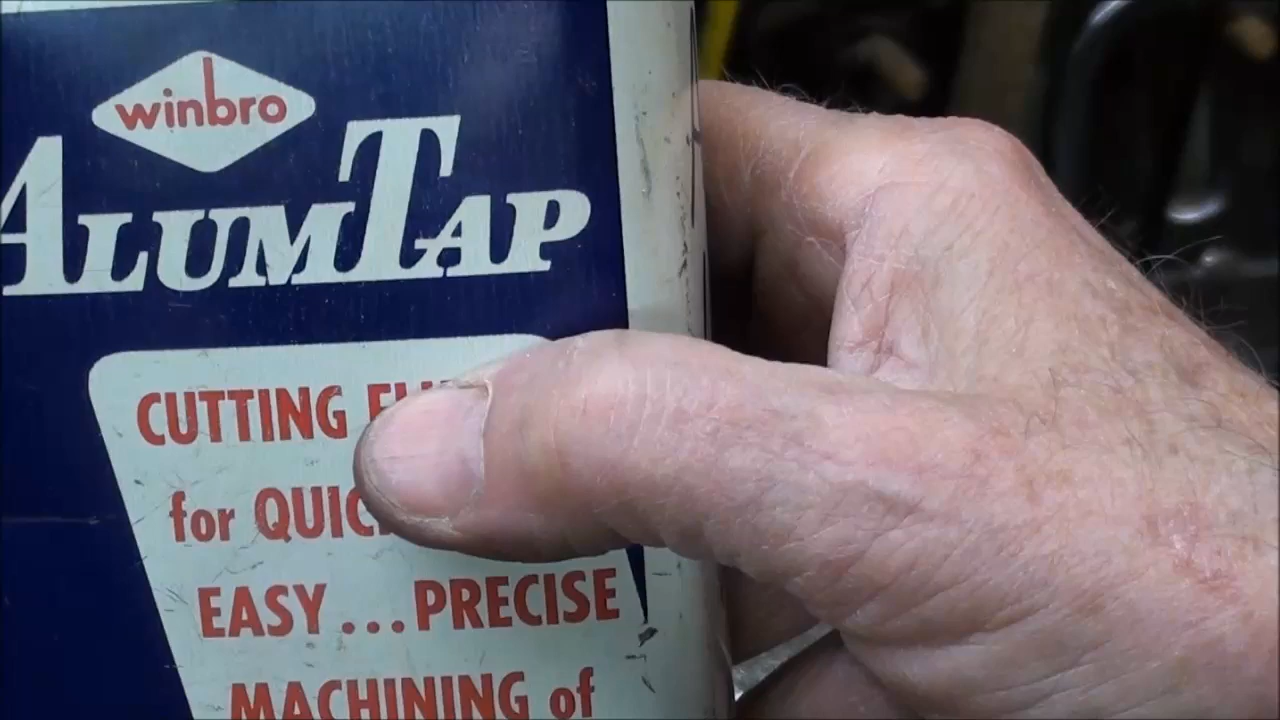 winbro
ALUMTAP
CUTTING
for
EASY...PRECISE
MACHINING of